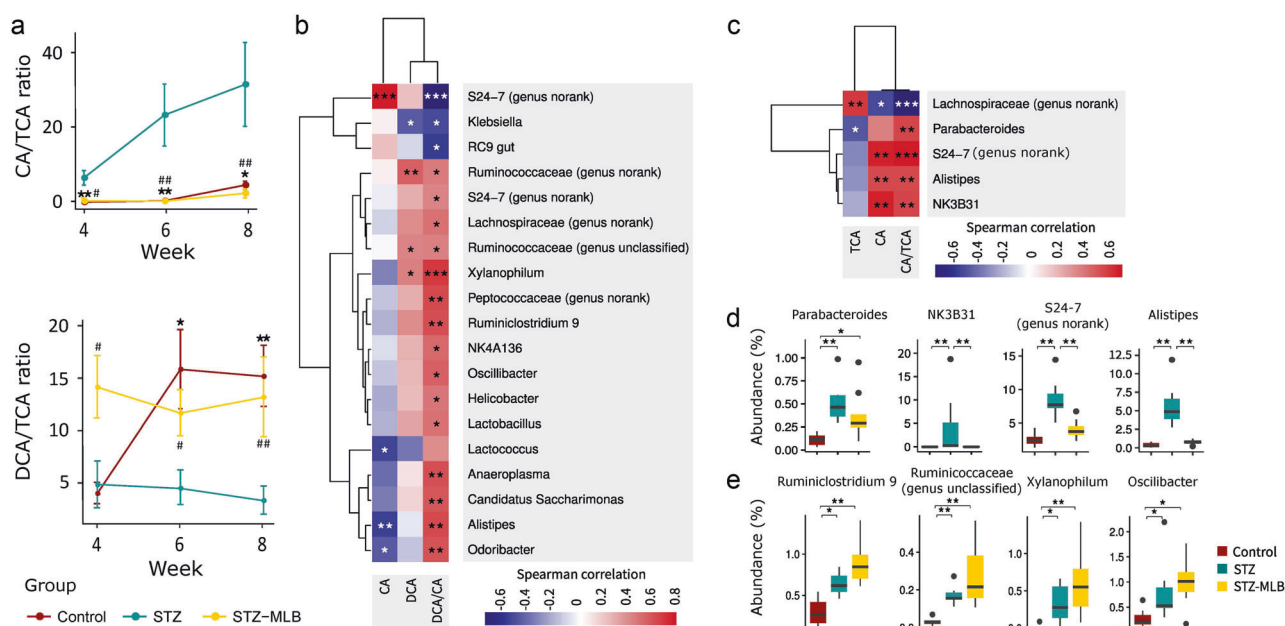 a
CA/TCA ratio
40
20
0
** #
##
**
##
*
4 6 8
Week
DCA/TCA ratio
20
15
10
5
#
*
**
#
##
4 6 8
Week
Group
Control STZ STZ-MLB
b
*** *** S24-7 (genus norank)
* * Klebsiella
* RC9 gut
** * Ruminococcaceae (genus norank)
* S24-7 (genus norank)
* Lachnospiraceae (genus norank)
* * Ruminococcaceae (genus unclassified)
* *** Xylanophilum
** Peptococcaceae (genus norank)
** Ruminiclostridium 9
* NK4A136
* Oscillibacter
* Helicobacter
* Lactobacillus
* Lactococcus
** Anaeroplasma
** Candidatus Saccharimonas
** ** Alistipes
* ** Odoribacter
CA DCA DCA/CA
Spearman correlation
-0.6 -0.4 -0.2 0 0.2 0.4 0.6 0.8
c
** * *** Lachnospiraceae (genus norank)
* ** Parabacteroides
** *** S24-7 (genus norank)
** ** Alistipes
** ** NK3B31
TCA CA CA/TCA
Spearman correlation
-0.6 -0.4 -0.2 0 0.2 0.4 0.6
d
Abundance (%)
Parabacteroides
*
**
1.00
0.75
0.50
0.25
0.00
NK3B31
** **
20
15
10
5
0
S24-7
(genus norank)
** **
15
10
5
0
Alistipes
** **
12.5
10.0
7.5
5.0
2.5
0.0
e
Abundance (%)
Ruminiclostridium 9
**
*
1.0
0.5
Ruminicoccaceae
(genus unclassified)
**
**
0.4
0.2
0.0
Xylanophilum
**
*
1.0
0.5
0.0
Oscilibacter
*
*
2.0
1.5
1.0
0.5
Control
STZ
STZ-MLB